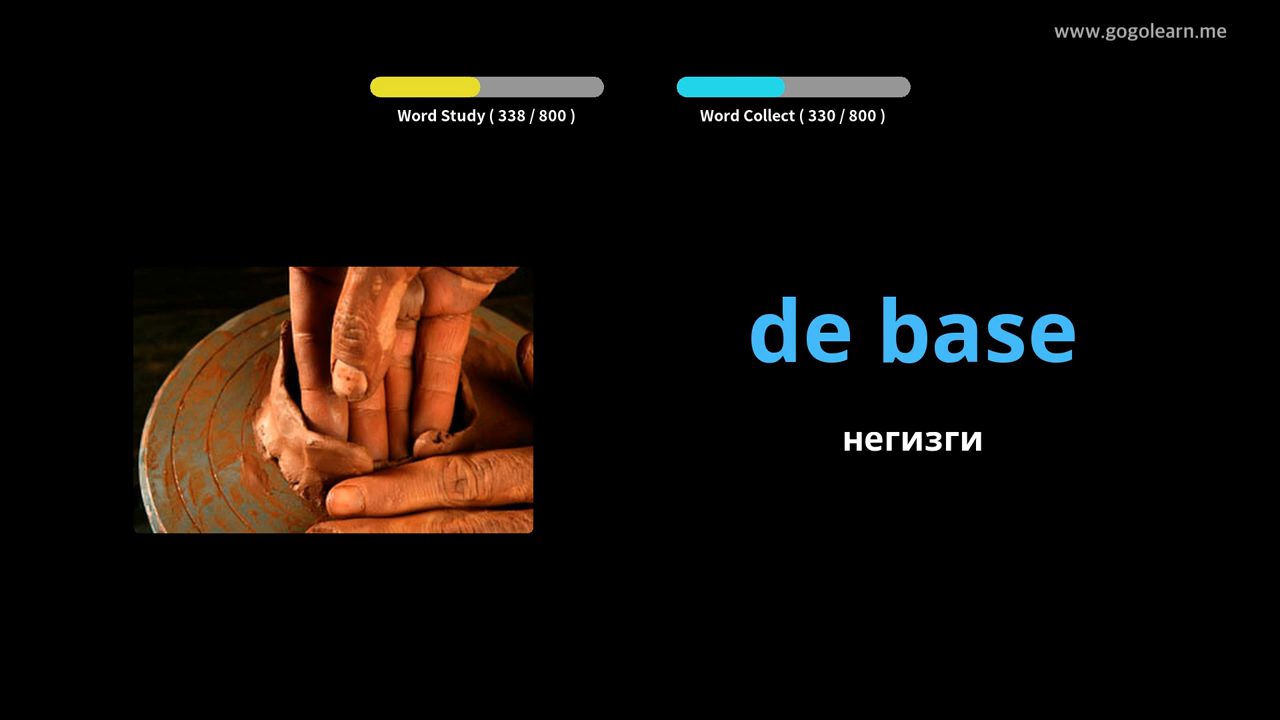 www.gogolearn.me
Word Study ( 338 / 800 )
Word Collect ( 330 / 800 )
de base
негизги